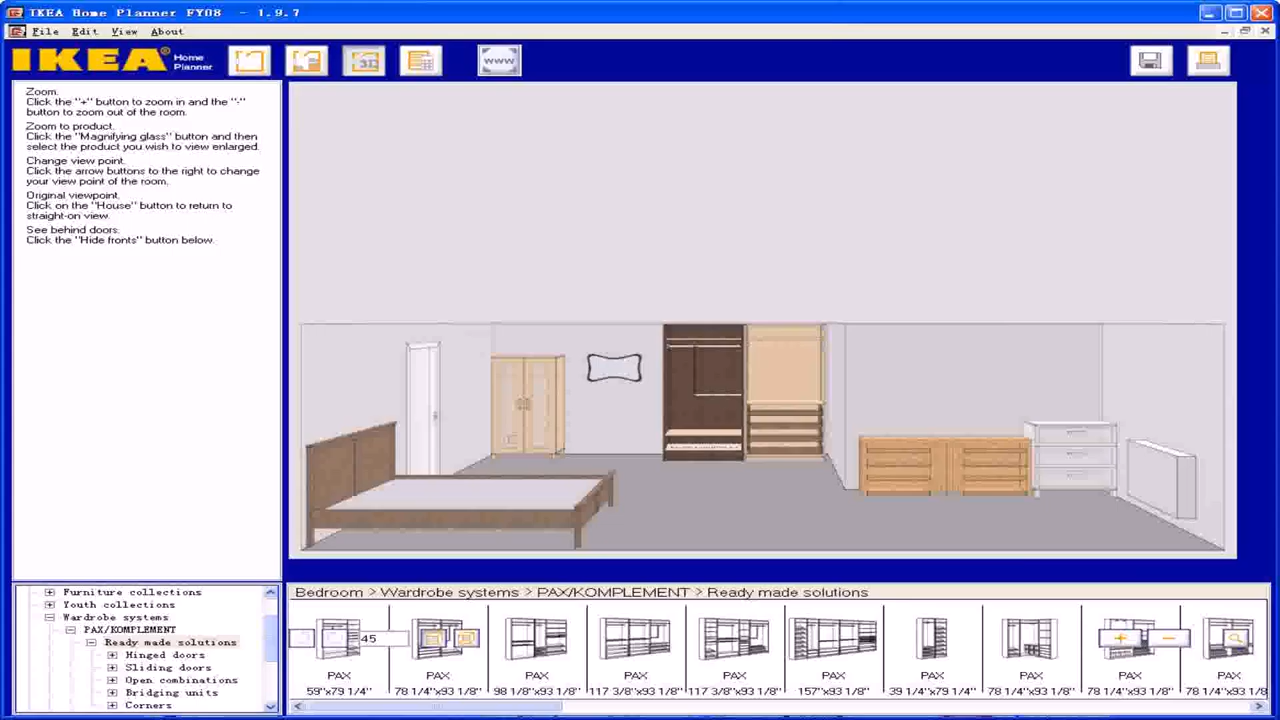 IKEA Home Planner FY08 - 1.9.7
File Edit View About
IKEA® Home
Planner
3D
WWW
Zoom.
Click the "+" button to zoom in and the "-"
button to zoom out of the room.
Zoom to product.
Click the "Magnifying glass" button and then
select the product you wish to view enlarged.
Change view point.
Click the arrow buttons to the right to change
your view point of the room.
Original viewpoint.
Click on the "House" button to return to
straight-on view.
See behind doors.
Click the "Hide fronts" button below.
Furniture collections
Youth collections
Wardrobe systems
PAX/KOMPLEMENT
Ready made solutions
Hinged doors
Sliding doors
Open combinations
Bridging units
Corners
Bedroom > Wardrobe systems > PAX/KOMPLEMENT > Ready made solutions
45
PAX PAX PAX PAX PAX PAX PAX PAX PAX PAX
59"x79 1/4" 78 1/4"x93 1/8" 98 1/8"x93 1/8" 117 3/8"x93 1/8" 117 3/8"x93 1/8" 157"x93 1/8" 39 1/4"x79 1/4" 78 1/4"x93 1/8" 78 1/4"x93 1/8" 78 1/4"x93 1/8